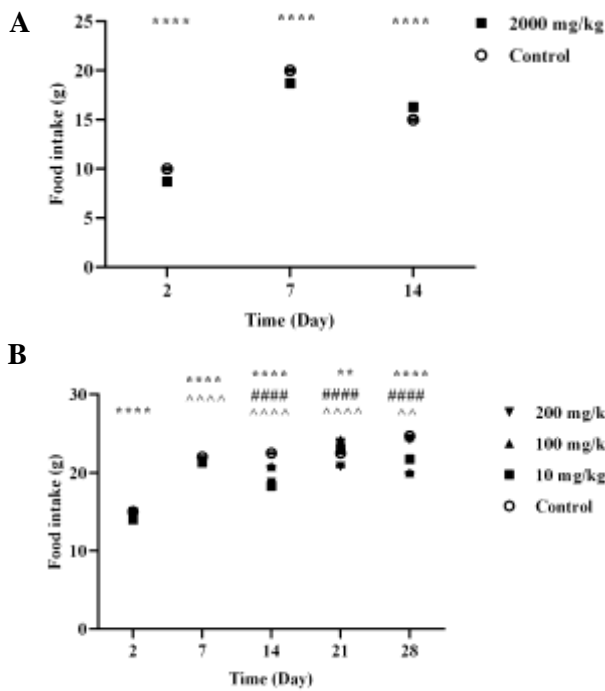 A
**** ^^^^ ^^^^
2000 mg/kg
Control
Food intake (g)
25
20
15
10
5
0
2 7 14
Time (Day)
B
**** **** **** ** ****
^^^^ #### #### ####
^^^^ ^^^^ ^^
200 mg/k
100 mg/k
10 mg/kg
Control
Food intake (g)
30
20
10
0
2 7 14 21 28
Time (Day)